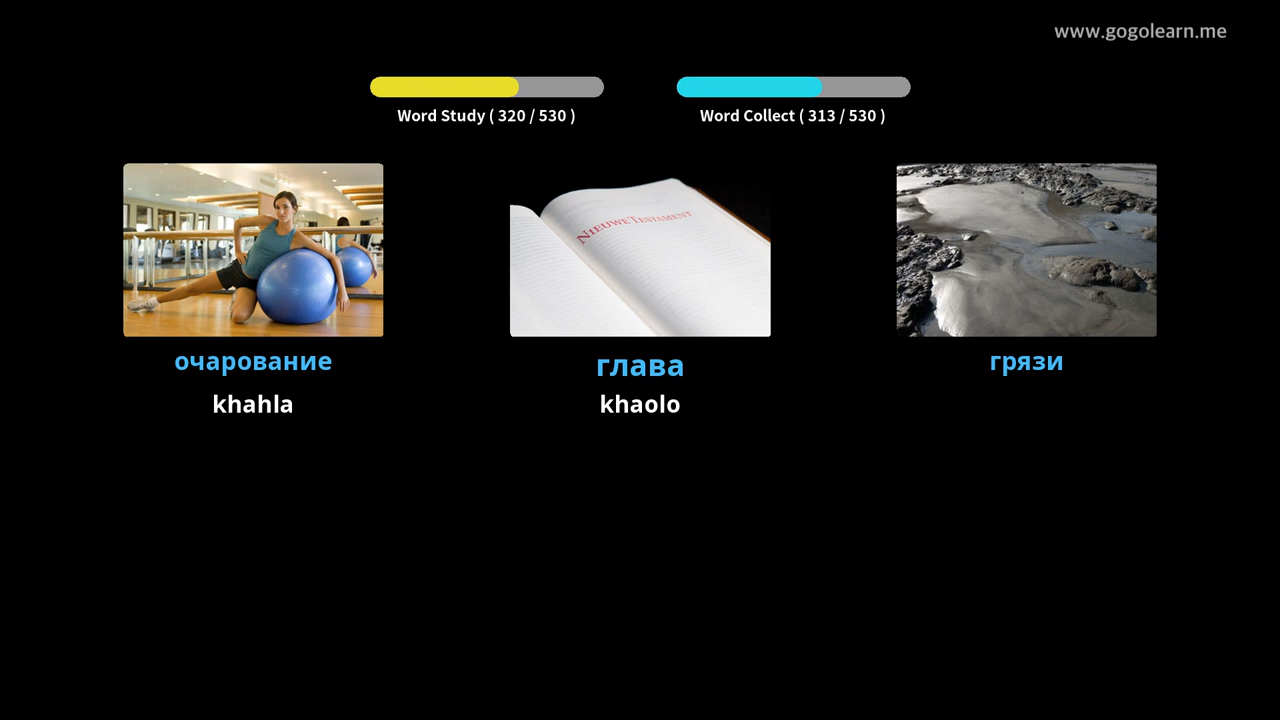 www.gogolearn.me
Word Study ( 320 / 530 )
Word Collect ( 313 / 530 )
NIEUWE TESTAMENT
очарование
глава
грязи
khahla
khaolo